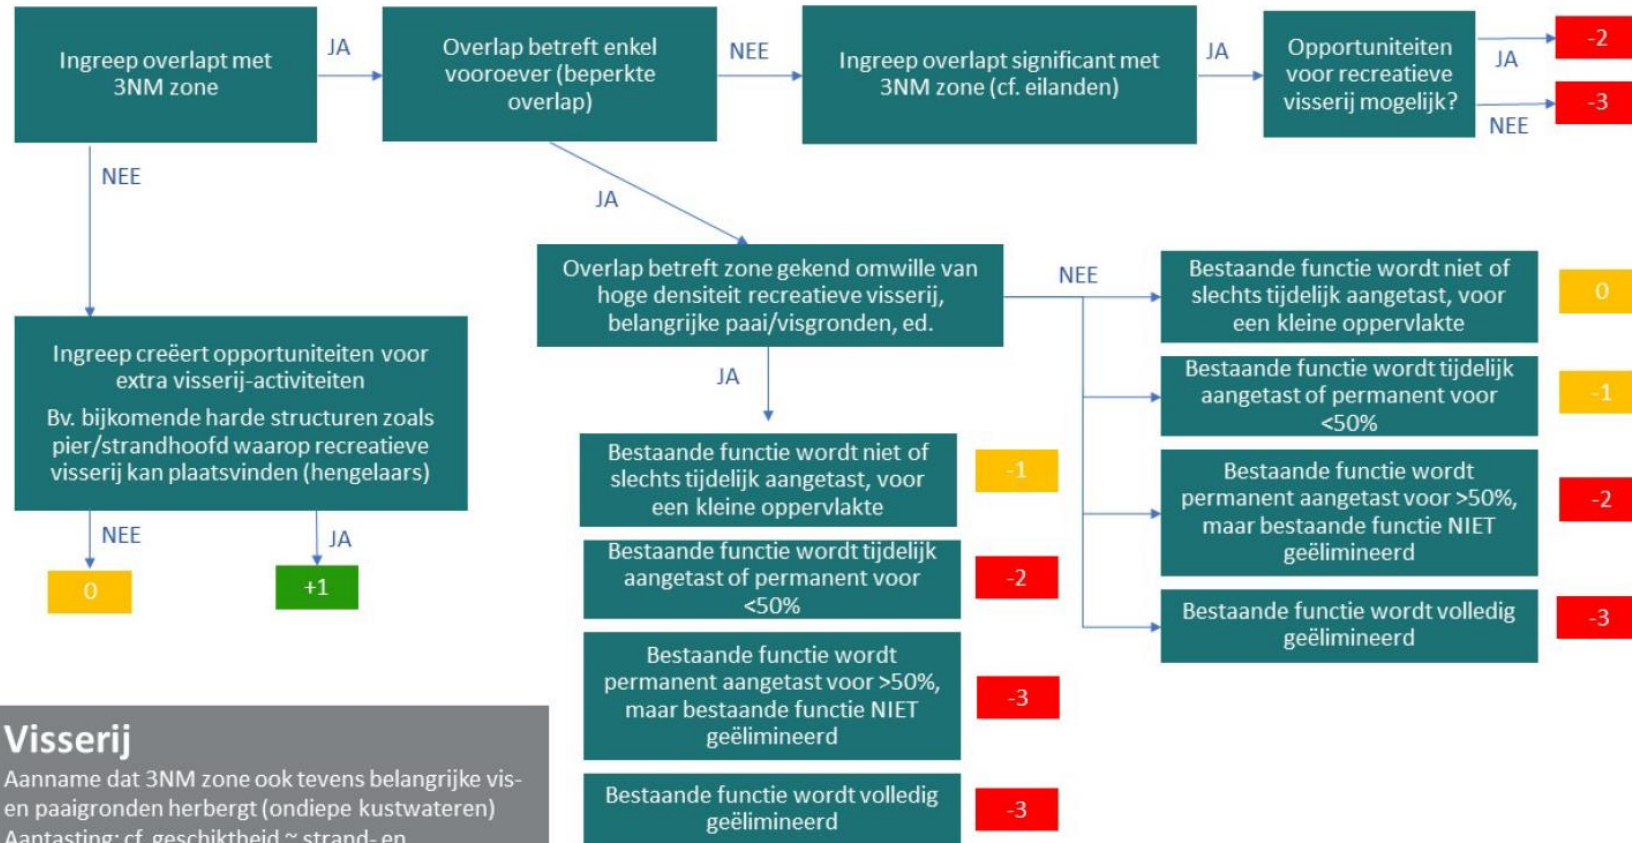 Ingreep overlapt met
3NM zone
JA
Overlap betreft enkel
vooroever (beperkte
overlap)
NEE
Ingreep overlapt significant met
3NM zone (cf. eilanden)
JA
Opportuniteiten
voor recreatieve
visserij mogelijk?
JA
-2
NEE
-3
NEE
JA
Ingreep creëert opportuniteiten voor
extra visserij-activiteiten
Bv. bijkomende harde structuren zoals
pier/strandhoofd waarop recreatieve
visserij kan plaatsvinden (hengelaars)
NEE
0
JA
+1
Overlap betreft zone gekend omwille van
hoge densiteit recreatieve visserij,
belangrijke paai/visgronden, ed.
JA
Bestaande functie wordt niet of
slechts tijdelijk aangetast, voor
een kleine oppervlakte
-1
Bestaande functie wordt tijdelijk
aangetast of permanent voor
<50%
-2
Bestaande functie wordt
permanent aangetast voor >50%,
maar bestaande functie NIET
geëlimineerd
-3
Bestaande functie wordt volledig
geëlimineerd
-3
NEE
Bestaande functie wordt niet of
slechts tijdelijk aangetast, voor
een kleine oppervlakte
0
Bestaande functie wordt tijdelijk
aangetast of permanent voor
<50%
-1
Bestaande functie wordt
permanent aangetast voor >50%,
maar bestaande functie NIET
geëlimineerd
-2
Bestaande functie wordt volledig
geëlimineerd
-3
Visserij
Aanname dat 3NM zone ook tevens belangrijke vis-
en paaigronden herbergt (ondiepe kustwateren)
Aantasting: cf. geschiktheid ~ strand- en